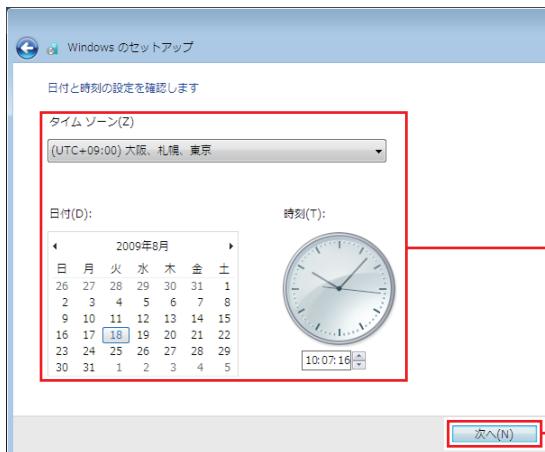 Windows のセットアップ
日付と時刻の設定を確認します
タイム ゾーン(Z)
(UTC+09:00) 大阪、札幌、東京
日付(D):
時刻(T):
2009年8月
日 月 火 水 木 金 土
26 27 28 29 30 31 1
2 3 4 5 6 7 8
9 10 11 12 13 14 15
16 17 18 19 20 21 22
23 24 25 26 27 28 29
30 31 1 2 3 4 5
10:07:16
次へ(N)